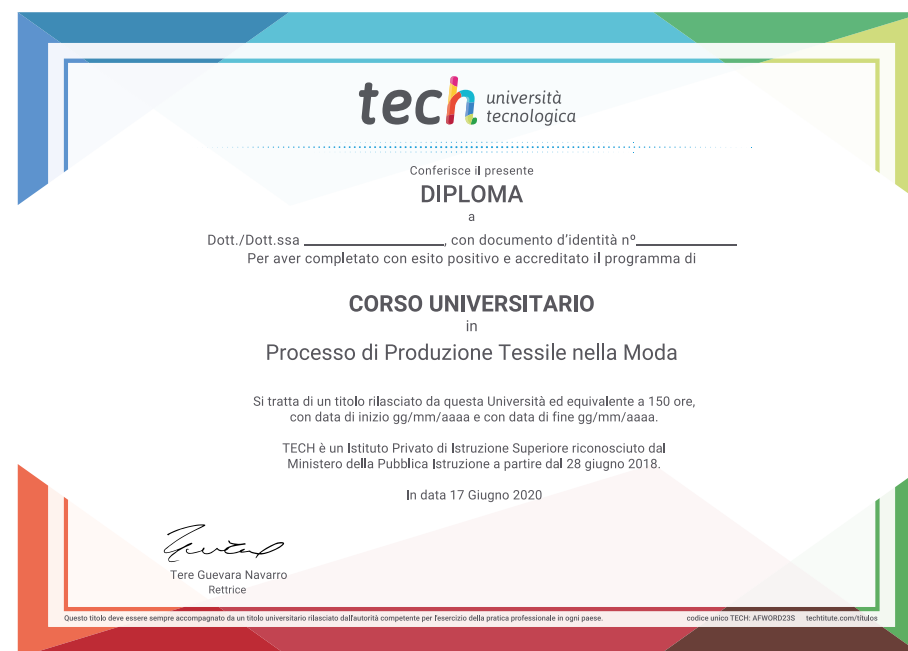 tech università
tecnologica
Conferisce il presente
DIPLOMA
a
Dott./Dott.ssa ______________, con documento d'identità nº__________
Per aver completato con esito positivo e accreditato il programma di
CORSO UNIVERSITARIO
in
Processo di Produzione Tessile nella Moda
Si tratta di un titolo rilasciato da questa Università ed equivalente a 150 ore,
con data di inizio gg/mm/aaaa e con data di fine gg/mm/aaaa.
TECH è un Istituto Privato di Istruzione Superiore riconosciuto dal
Ministero della Pubblica Istruzione a partire dal 28 giugno 2018.
In data 17 Giugno 2020
Tere Guevara Navarro
Rettrice
Questo titolo deve essere sempre accompagnato da un titolo universitario rilasciato dall'autorità competente per l'esercizio della pratica professionale in ogni paese. codice unico TECH: AFWORD23S techtitute.com/titulos